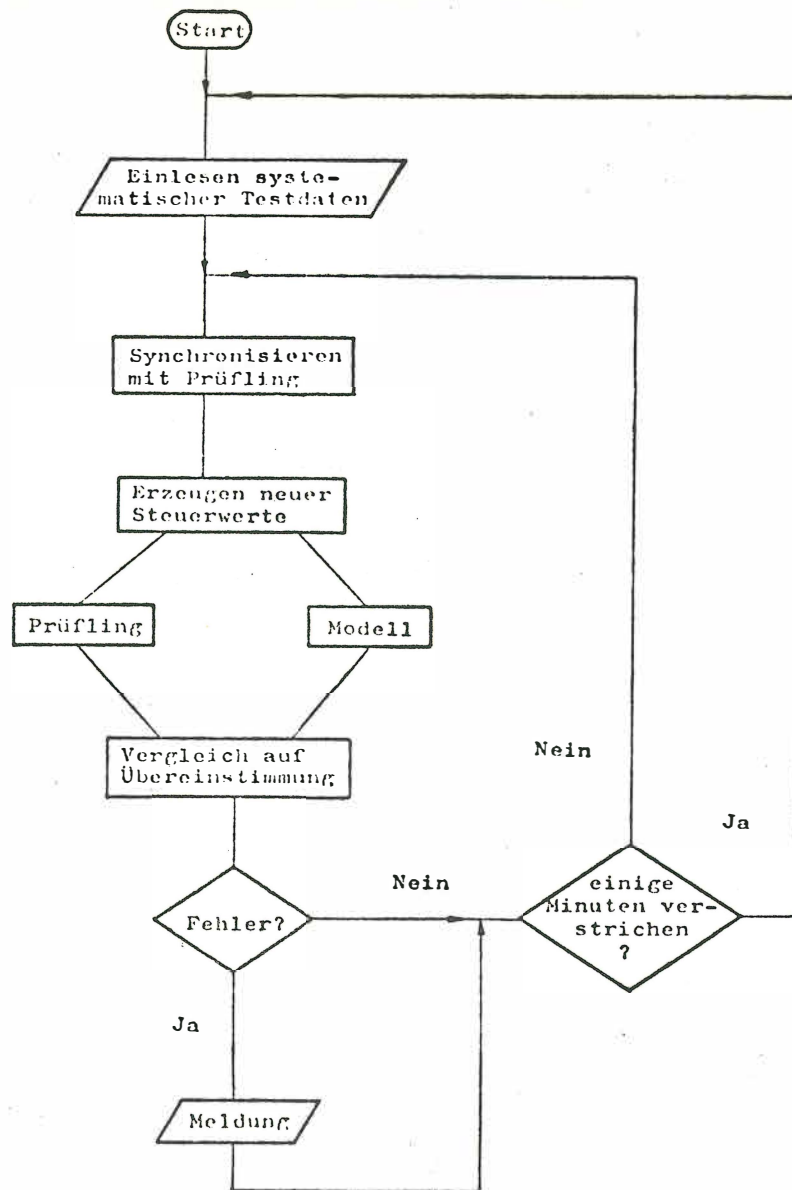 Start
Einlesen syste-
matischer Testdaten
Synchronisieren
mit Prüfling
Erzeugen neuer
Steuerwerte
Prüfling
Modell
Vergleich auf
Übereinstimmung
Nein
Ja
Nein
einige
Minuten ver-
strichen
?
Fehler?
Ja
Meldung